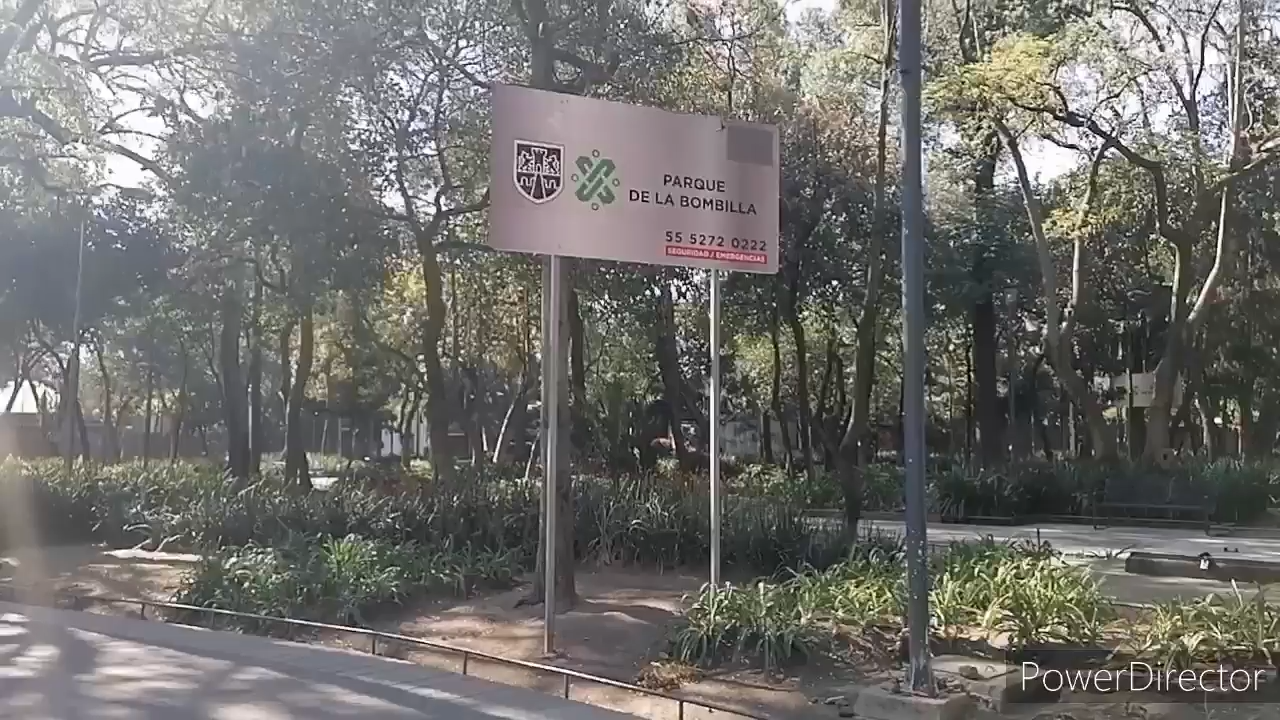 PARQUE
DE LA BOMBILLA
55 5272 0222
SEGURIDAD / EMERGENCIAS
PowerDirector